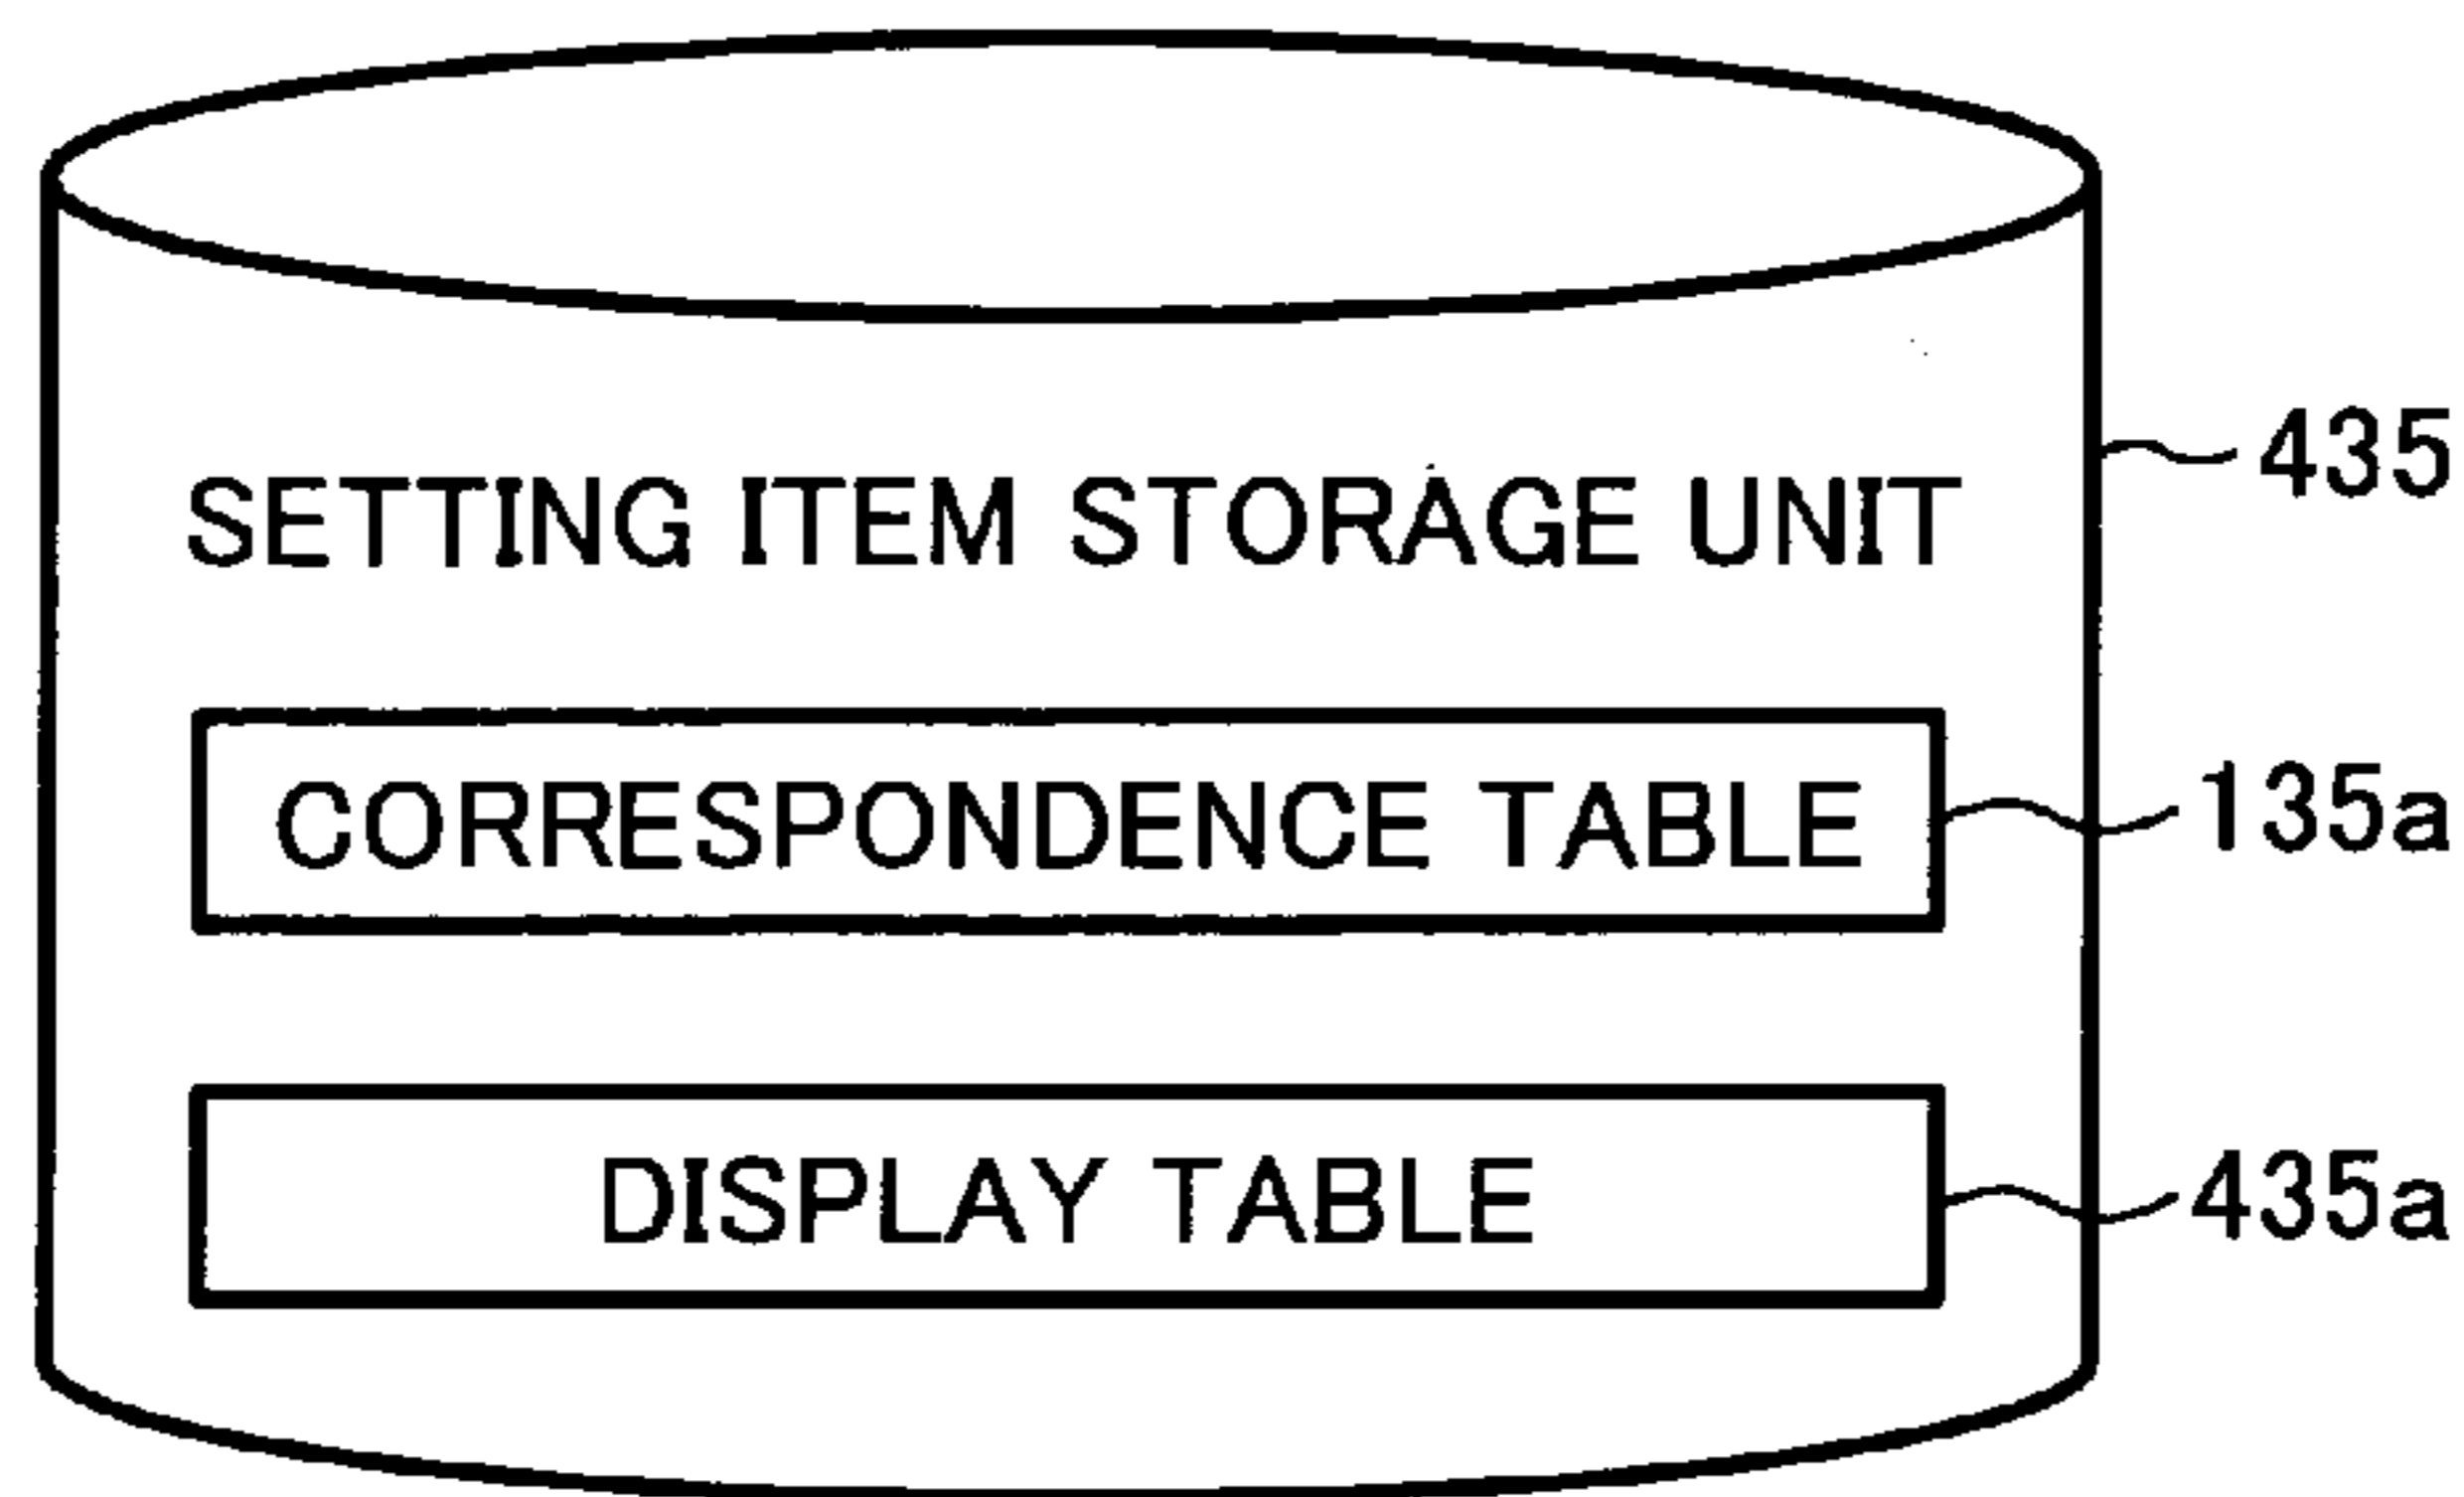 435
SETTING ITEM STORAGE UNIT
CORRESPONDENCE TABLE 135a
DISPLAY TABLE 435a